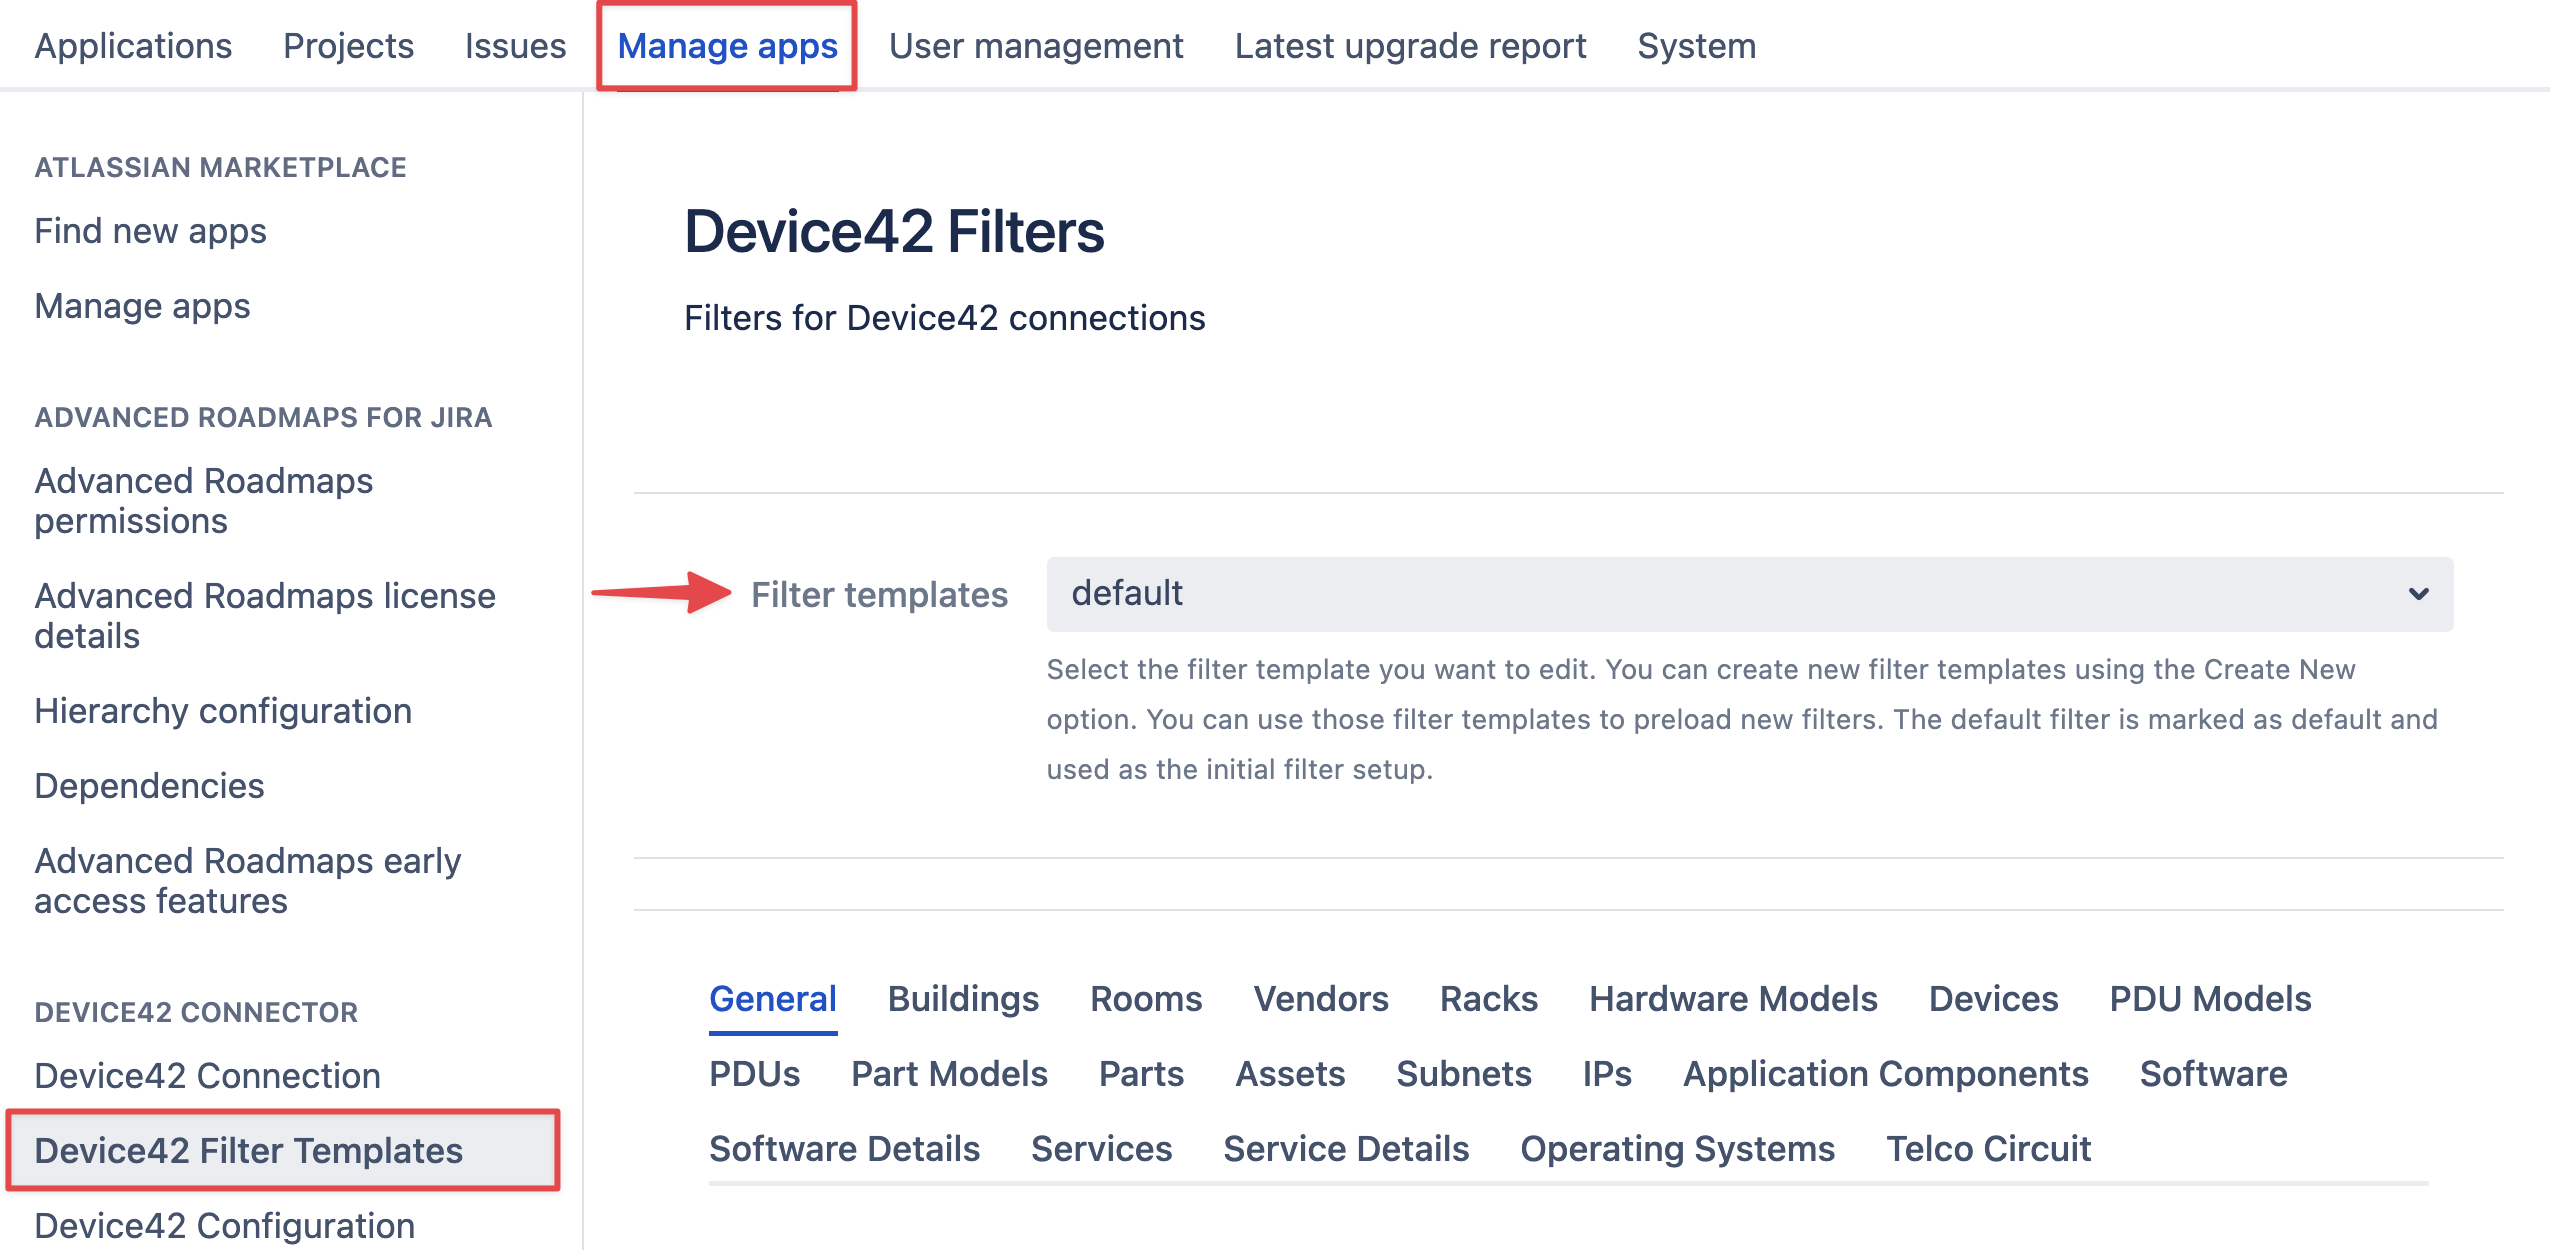 Applications Projects Issues Manage apps User management Latest upgrade report System
ATLASSIAN MARKETPLACE
Find new apps
Manage apps
ADVANCED ROADMAPS FOR JIRA
Advanced Roadmaps
permissions
Advanced Roadmaps license
details
Hierarchy configuration
Dependencies
Advanced Roadmaps early
access features
DEVICE42 CONNECTOR
Device42 Connection
Device42 Filter Templates
Device42 Configuration
Device42 Filters
Filters for Device42 connections
Filter templates default
Select the filter template you want to edit. You can create new filter templates using the Create New
option. You can use those filter templates to preload new filters. The default filter is marked as default and
used as the initial filter setup.
General Buildings Rooms Vendors Racks Hardware Models Devices PDU Models
PDUs Part Models Parts Assets Subnets IPs Application Components Software
Software Details Services Service Details Operating Systems Telco Circuit